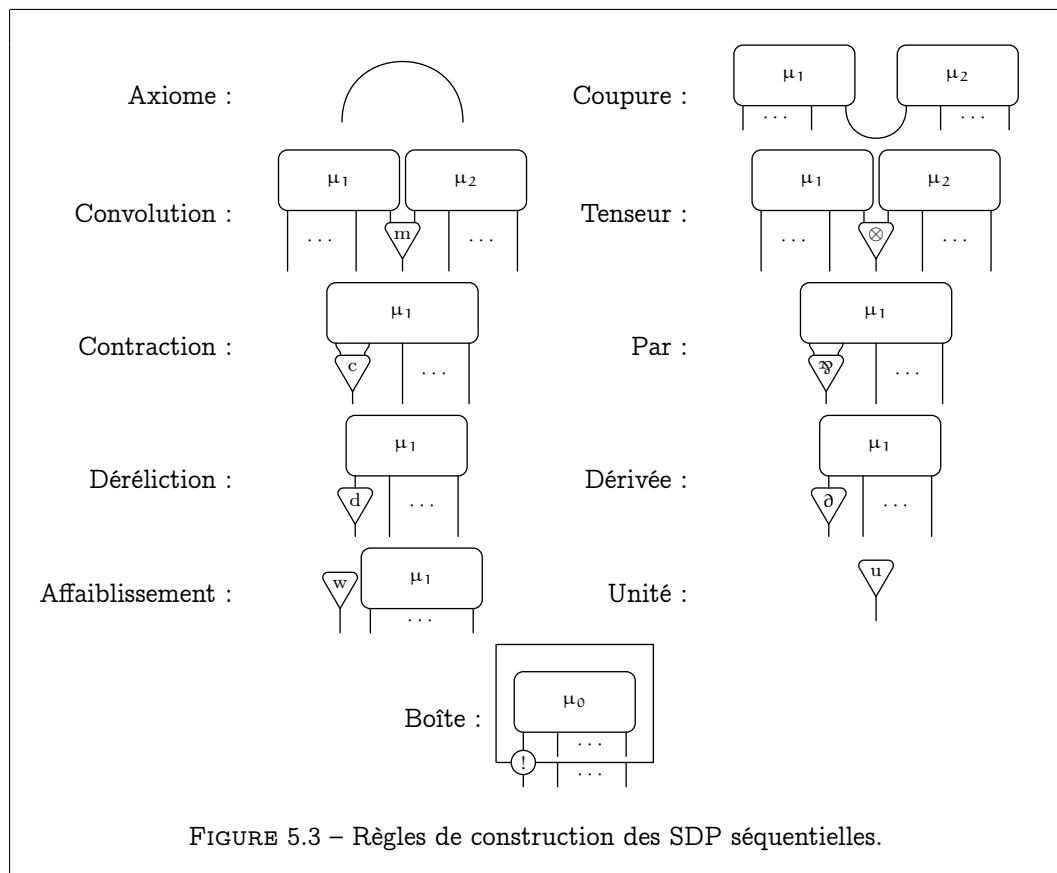 Axiome :
Coupure :
μ₁
· · ·
μ₂
· · ·
Convolution :
μ₁
μ₂
· · ·
m
· · ·
Tenseur :
μ₁
μ₂
· · ·
⊗
· · ·
Contraction :
μ₁
c
· · ·
Par :
μ₁
⅋
· · ·
Déréliction :
μ₁
d
· · ·
Dérivée :
μ₁
∂
· · ·
Affaiblissement :
w
μ₁
· · ·
Unité :
u
Boîte :
μ₀
· · ·
!
· · ·
FIGURE 5.3 – Règles de construction des SDP séquentielles.